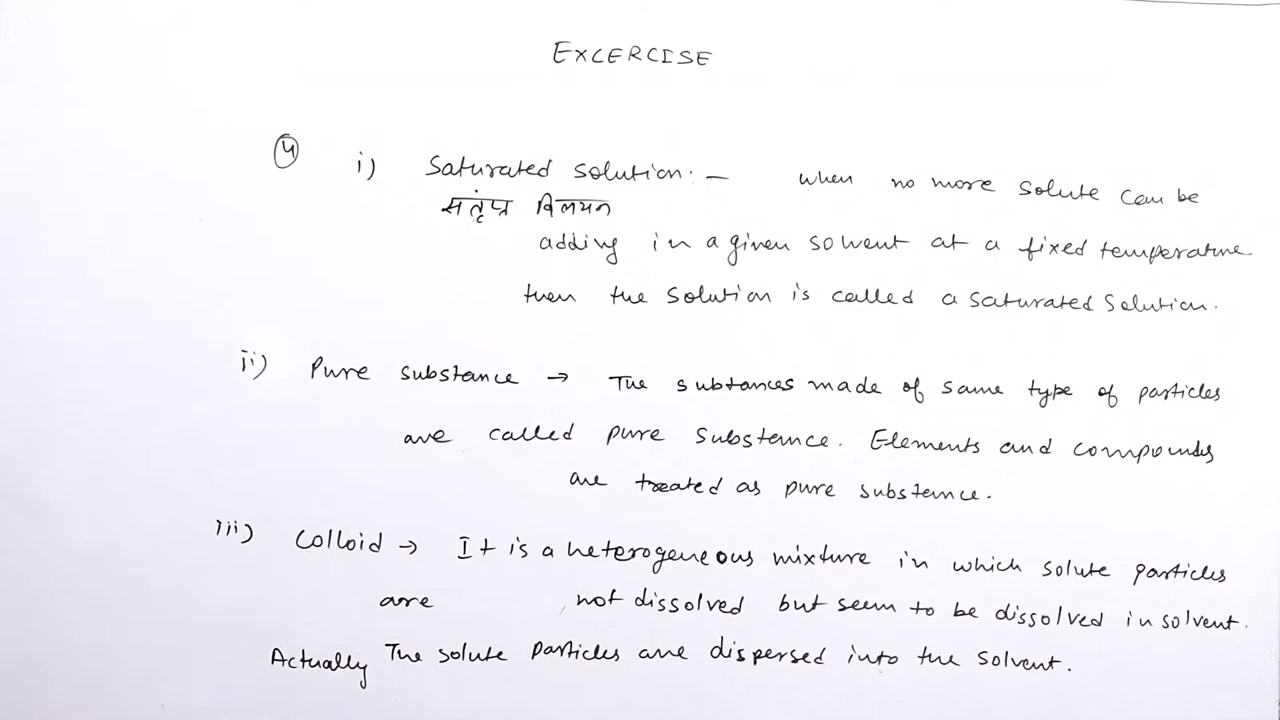 EXCERCISE
4 i) Saturated solution:- when no more solute can be
संतृप्त विलयन
adding in a given solvent at a fixed temperature
then the solution is called a saturated solution.
ii) Pure substance → The subtances made of same type of particles
are called pure substance. Elements and compounds
are treated as pure substance.
iii) Colloid → It is a heterogeneous mixture in which solute particles
are not dissolved but seem to be dissolved in solvent.
Actually The solute particles are dispersed into the solvent.